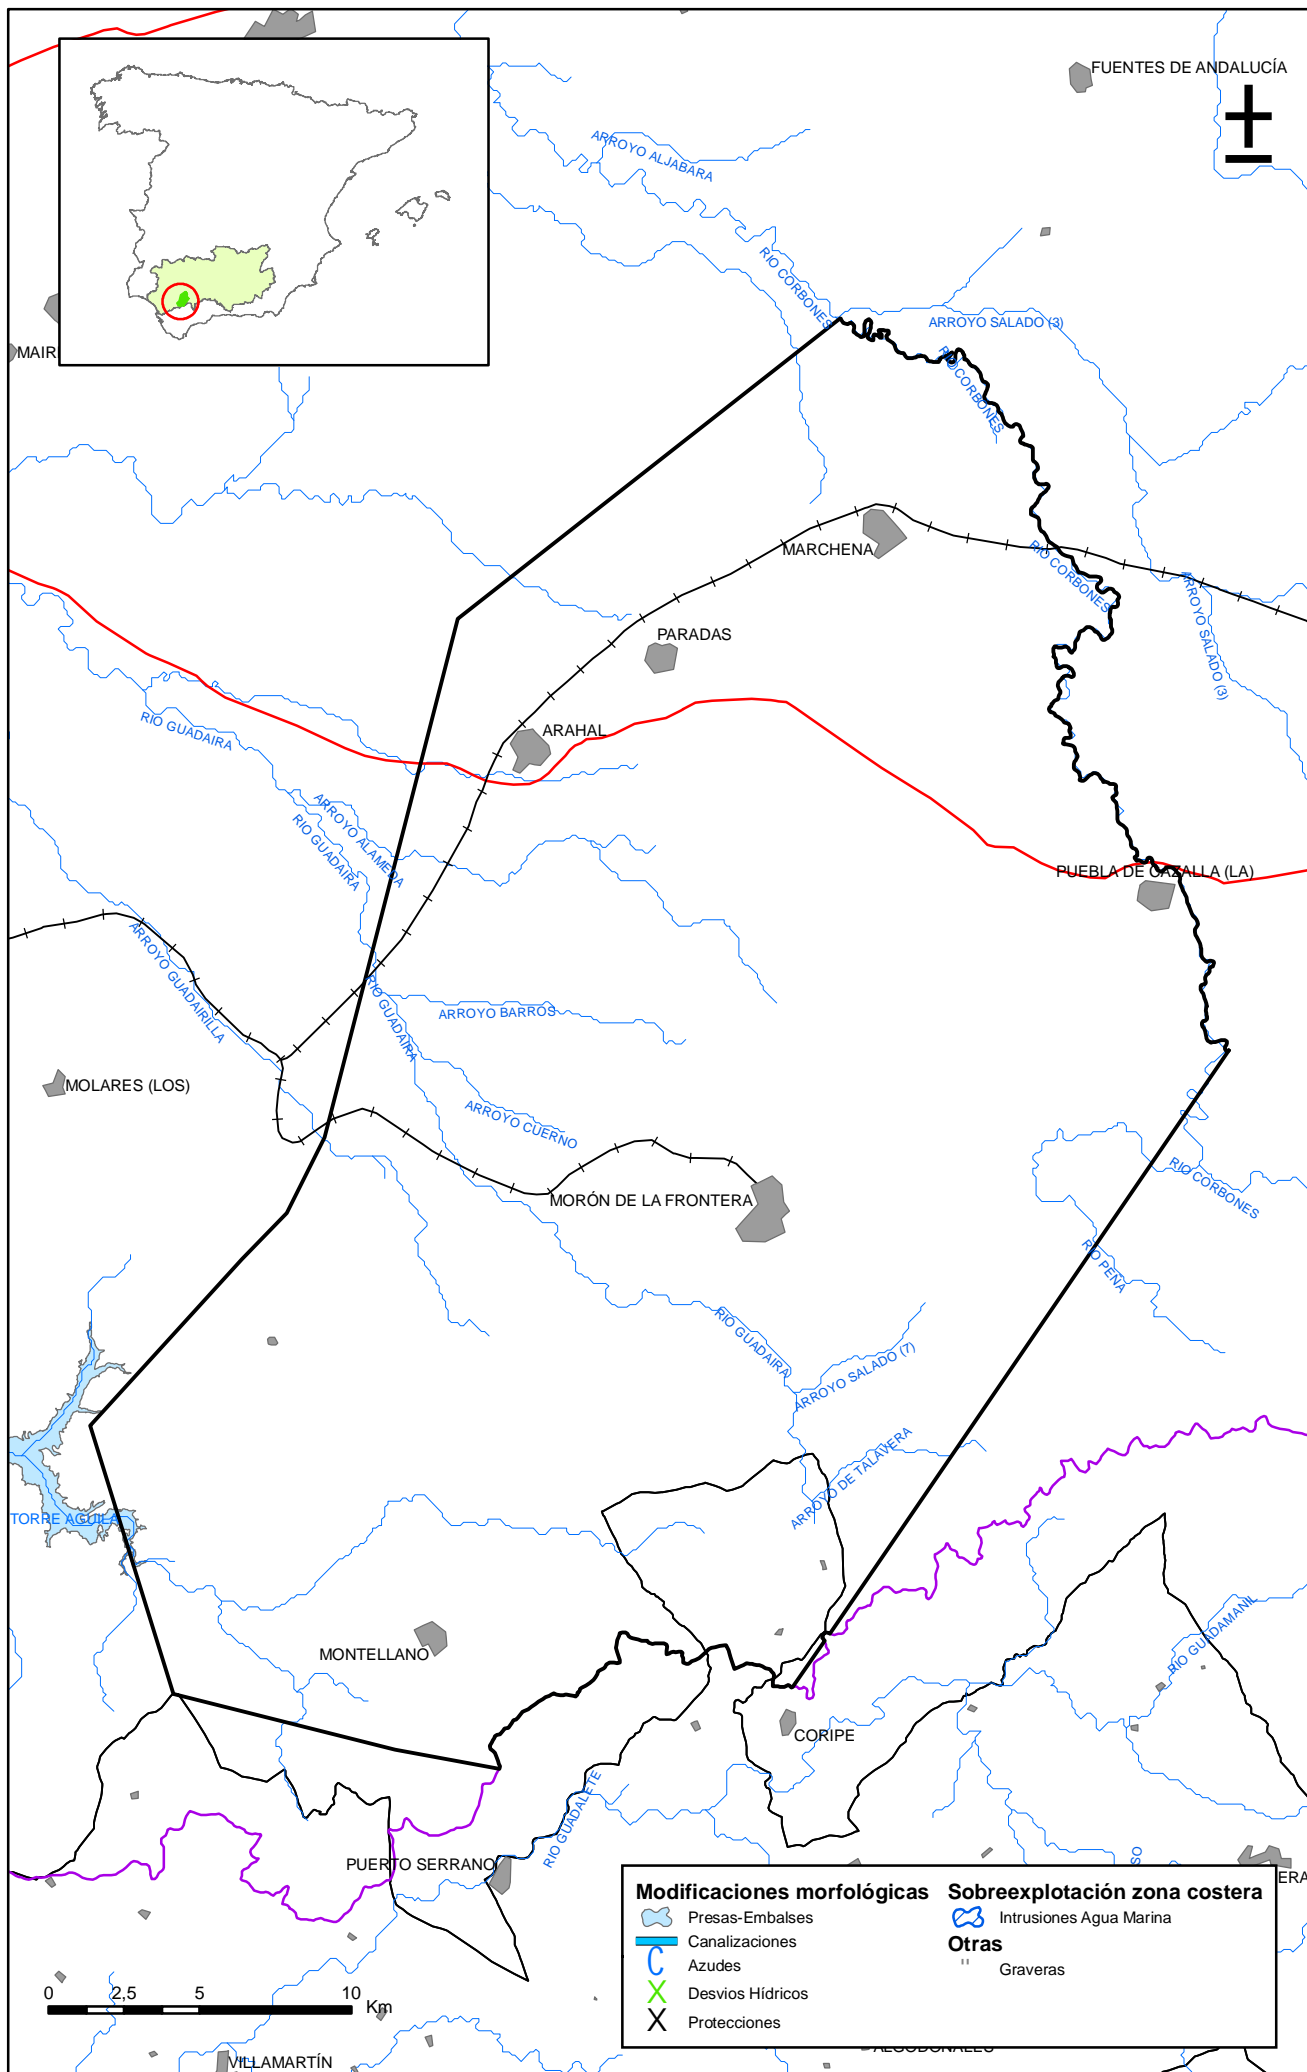 FUENTES DE ANDALUCÍA
ARROYO ALJABARA
RIO CORBONES
ARROYO SALADO (3)
MAIR
RIO CORBONES
MARCHENA
RIO CORBONES
ARROYO SALADO (3)
PARADAS
RIO GUADAIRA
ARAHAL
ARROYO ALAMEDA
RIO GUADAIRA
PUEBLA DE CAZALLA (LA)
ARROYO GUADAIRILLA
RIO GUADAIRA
ARROYO BARROS
MOLARES (LOS)
ARROYO CUERNO
MORÓN DE LA FRONTERA
RIO CORBONES
RIO PEÑA
RIO GUADAIRA
ARROYO SALADO (7)
ARROYO DE TALAVERA
TORRE AGUILA
RIO GUADAMANIL
MONTELLANO
CORIPE
RIO GUADALETE
PUERTO SERRANO
SO
ERA
Modificaciones morfológicas
Presas-Embalses
Canalizaciones
Azudes
Desvios Hídricos
Protecciones
Sobreexplotación zona costera
Intrusiones Agua Marina
Otras
Graveras
0 2,5 5 10
Km
ALGODONALES
VILLAMARTÍN